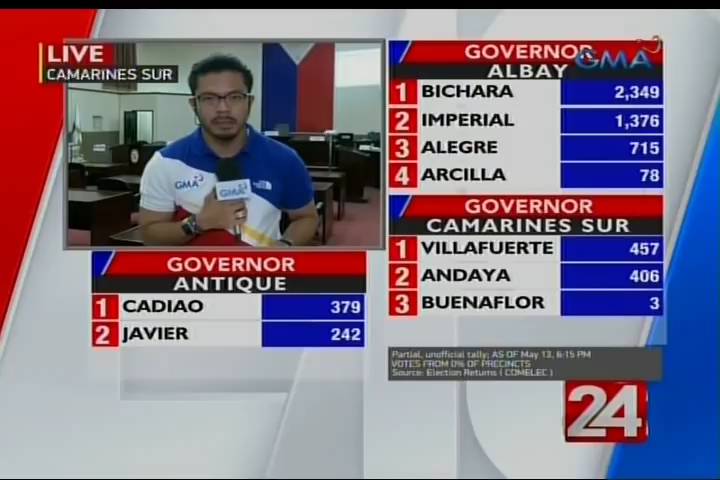 LIVE
CAMARINES SUR
GMA
GMA
GOVERNOR
ALBAY
GMA
1 BICHARA 2,349
2 IMPERIAL 1,376
3 ALEGRE 715
4 ARCILLA 78
GOVERNOR
CAMARINES SUR
1 VILLAFUERTE 457
2 ANDAYA 406
3 BUENAFLOR 3
GOVERNOR
ANTIQUE
1 CADIAO 379
2 JAVIER 242
Partial, unofficial tally; AS OF May 13, 6:15 PM
VOTES FROM 0% OF PRECINCTS
Source: Election Returns ( COMELEC )
24